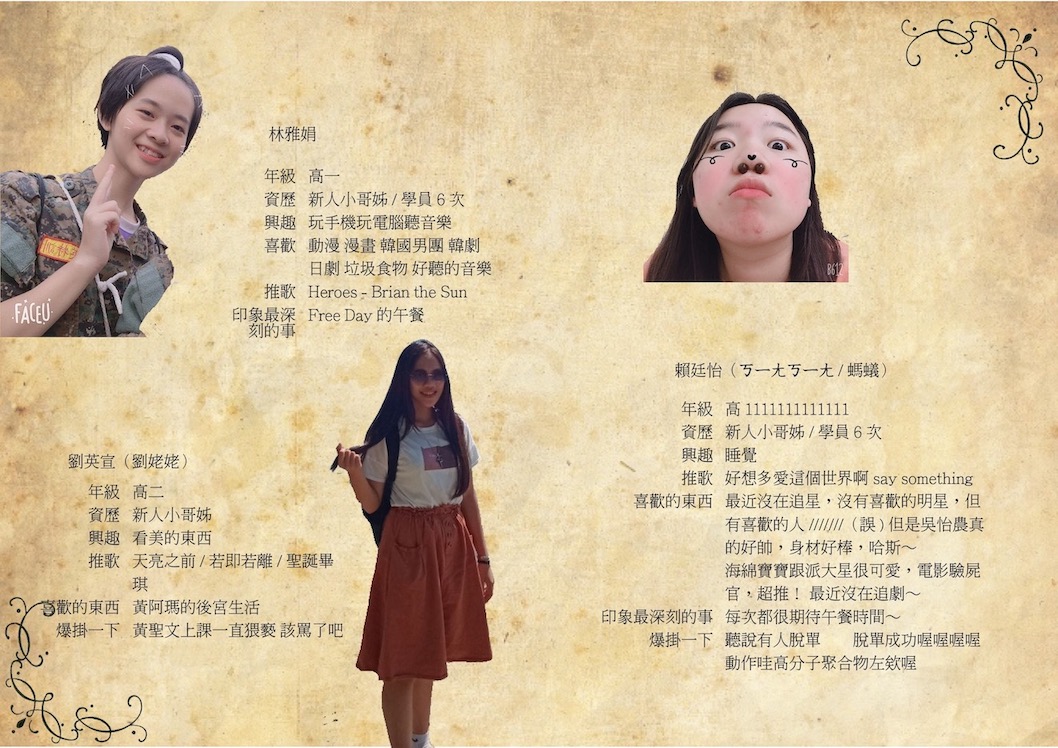 林雅娟
年級 高一
資歷 新人小哥姊 / 學員 6 次
興趣 玩手機玩電腦聽音樂
喜歡 動漫 漫畫 韓國男團 韓劇
日劇 垃圾食物 好聽的音樂
推歌 Heroes - Brian the Sun
印象最深 Free Day 的午餐
刻的事
FACEU
B612
劉英宣（劉姥姥）
年級 高二
資歷 新人小哥姊
興趣 看美的東西
推歌 天亮之前 / 若即若離 / 聖誕畢
琪
喜歡的東西 黃阿瑪的後宮生活
爆掛一下 黃聖文上課一直猥褻 該罵了吧
賴廷怡（ㄎㄧㄤㄎㄧㄤ / 螞蟻）
年級 高 1111111111111
資歷 新人小哥姊 / 學員 6 次
興趣 睡覺
推歌 好想多愛這個世界啊 say something
喜歡的東西 最近沒在追星，沒有喜歡的明星，但
有喜歡的人 ///////（誤）但是吳怡農真
的好帥，身材好棒，哈斯～
海綿寶寶跟派大星很可愛，電影驗屍
官，超推！ 最近沒在追劇～
印象最深刻的事 每次都很期待午餐時間～
爆掛一下 聽說有人脫單　　脫單成功喔喔喔喔
動作哇高分子聚合物左欸喔